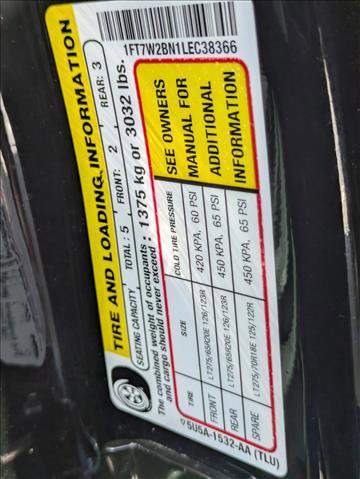 1FT7W2BN1LEC38366
TIRE AND LOADING INFORMATION
SEATING CAPACITY TOTAL: 5 FRONT: 2 REAR: 3
The combined weight of occupants
and cargo should never exceed : 1375 kg or 3032 lbs.
TIRE SIZE COLD TIRE PRESSURE
FRONT LT275/65R20E 126/123R 420 KPA, 60 PSI
REAR LT275/65R20E 126/123R 450 KPA, 65 PSI
SPARE LT275/70R18E 125/122R 450 KPA, 65 PSI
SEE OWNERS
MANUAL FOR
ADDITIONAL
INFORMATION
5U5A-1532-AA (TLU)